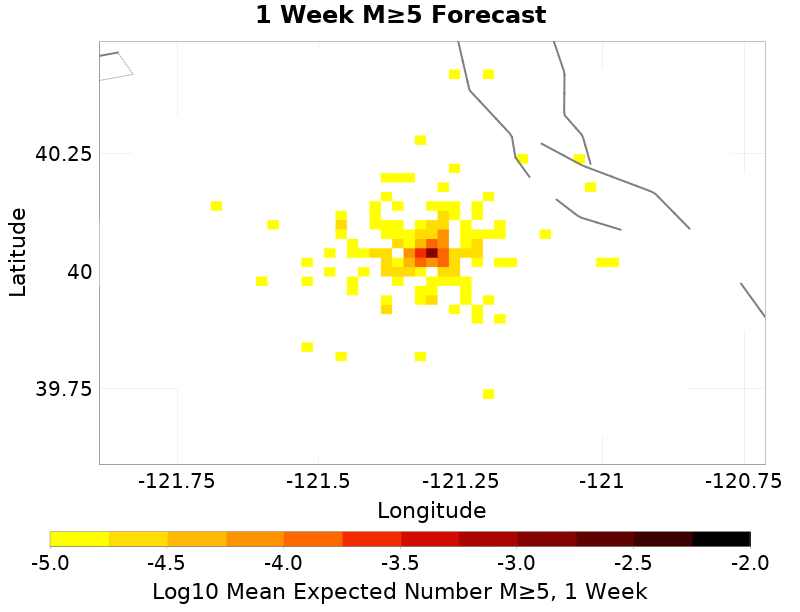 1 Week M≥5 Forecast
40.25
40
39.75
Latitude
-121.75 -121.5 -121.25 -121 -120.75
Longitude
-5.0 -4.5 -4.0 -3.5 -3.0 -2.5 -2.0
Log10 Mean Expected Number M≥5, 1 Week